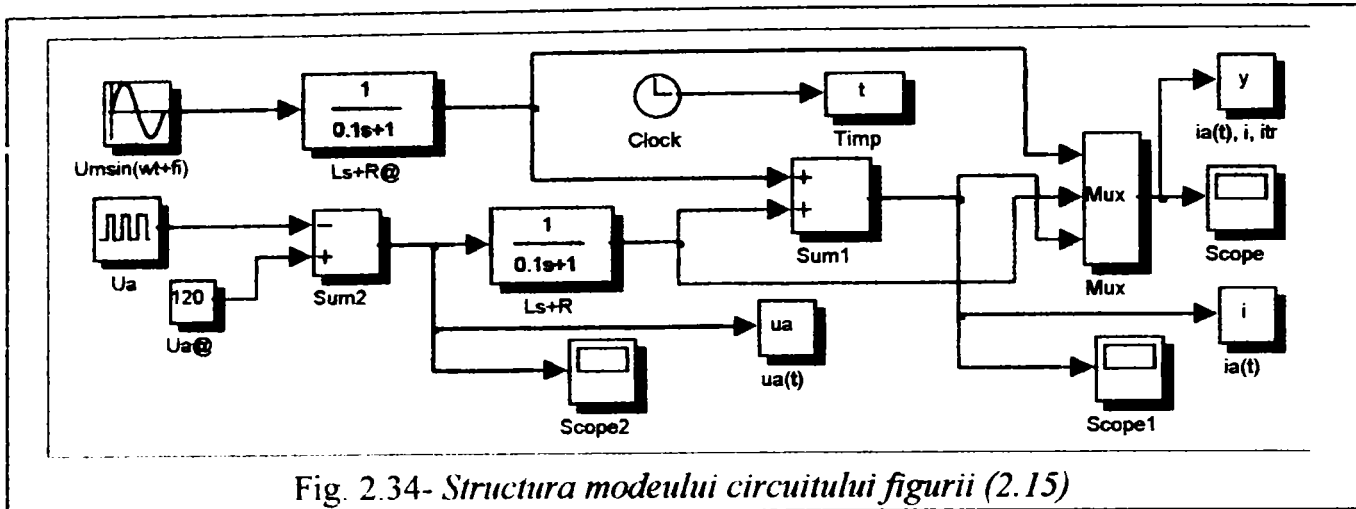 Umsin(wt+fi)
1
0.1s+1
Ls+R@
Clock
t
Timp
y
ia(t), i, itr
Ua
120
Ua@
−
+
Sum2
1
0.1s+1
Ls+R
+
+
Sum1
Mux
Mux
Scope
ua
ua(t)
Scope2
i
ia(t)
Scope1
Fig. 2.34- Structura modeului circuitului figurii (2.15)